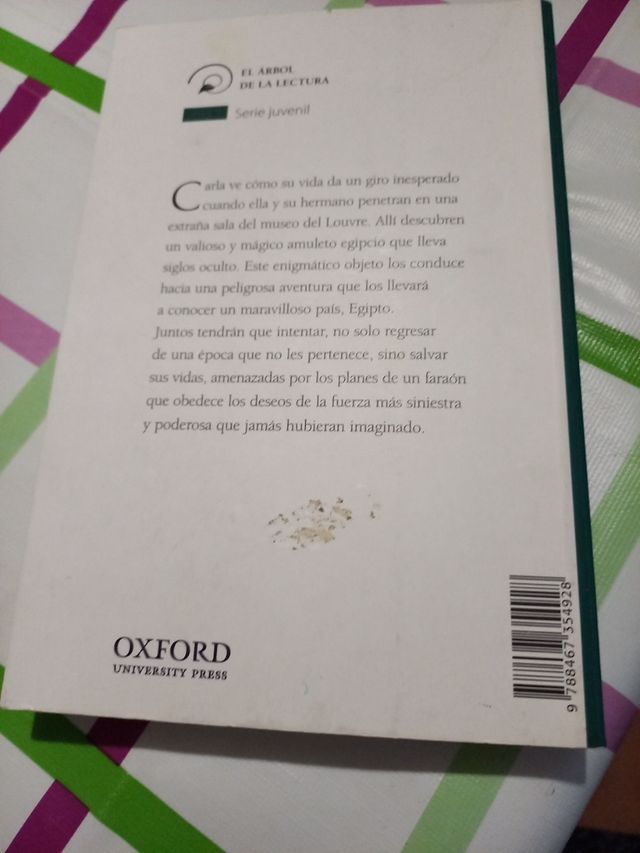 EL ÁRBOL
DE LA LECTURA
Serie juvenil
Carla ve cómo su vida da un giro inesperado
cuando ella y su hermano penetran en una
extraña sala del museo del Louvre. Allí descubren
un valioso y mágico amuleto egipcio que lleva
siglos oculto. Este enigmático objeto los conduce
hacia una peligrosa aventura que los llevará
a conocer un maravilloso país, Egipto.
Juntos tendrán que intentar, no solo regresar
de una época que no les pertenece, sino salvar
sus vidas, amenazadas por los planes de un faraón
que obedece los deseos de la fuerza más siniestra
y poderosa que jamás hubieran imaginado.
OXFORD
UNIVERSITY PRESS
9 788467 354928